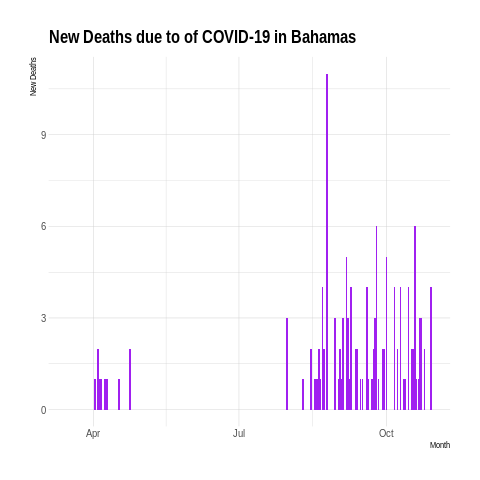 New Deaths due to of COVID-19 in Bahamas
New Deaths
9
6
3
0
Apr
Jul
Oct
Month